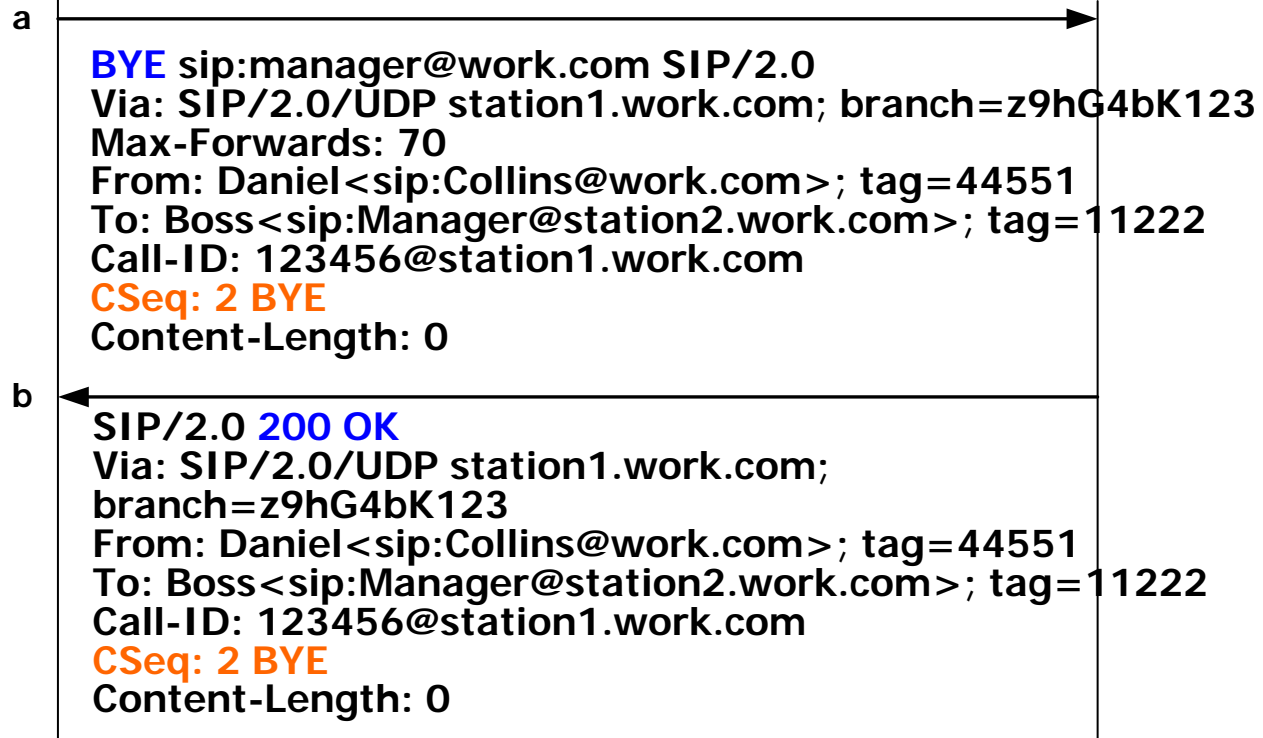 a
BYE sip:manager@work.com SIP/2.0
Via: SIP/2.0/UDP station1.work.com; branch=z9hG4bK123
Max-Forwards: 70
From: Daniel<sip:Collins@work.com>; tag=44551
To: Boss<sip:Manager@station2.work.com>; tag=11222
Call-ID: 123456@station1.work.com
CSeq: 2 BYE
Content-Length: 0
b
SIP/2.0 200 OK
Via: SIP/2.0/UDP station1.work.com;
branch=z9hG4bK123
From: Daniel<sip:Collins@work.com>; tag=44551
To: Boss<sip:Manager@station2.work.com>; tag=11222
Call-ID: 123456@station1.work.com
CSeq: 2 BYE
Content-Length: 0